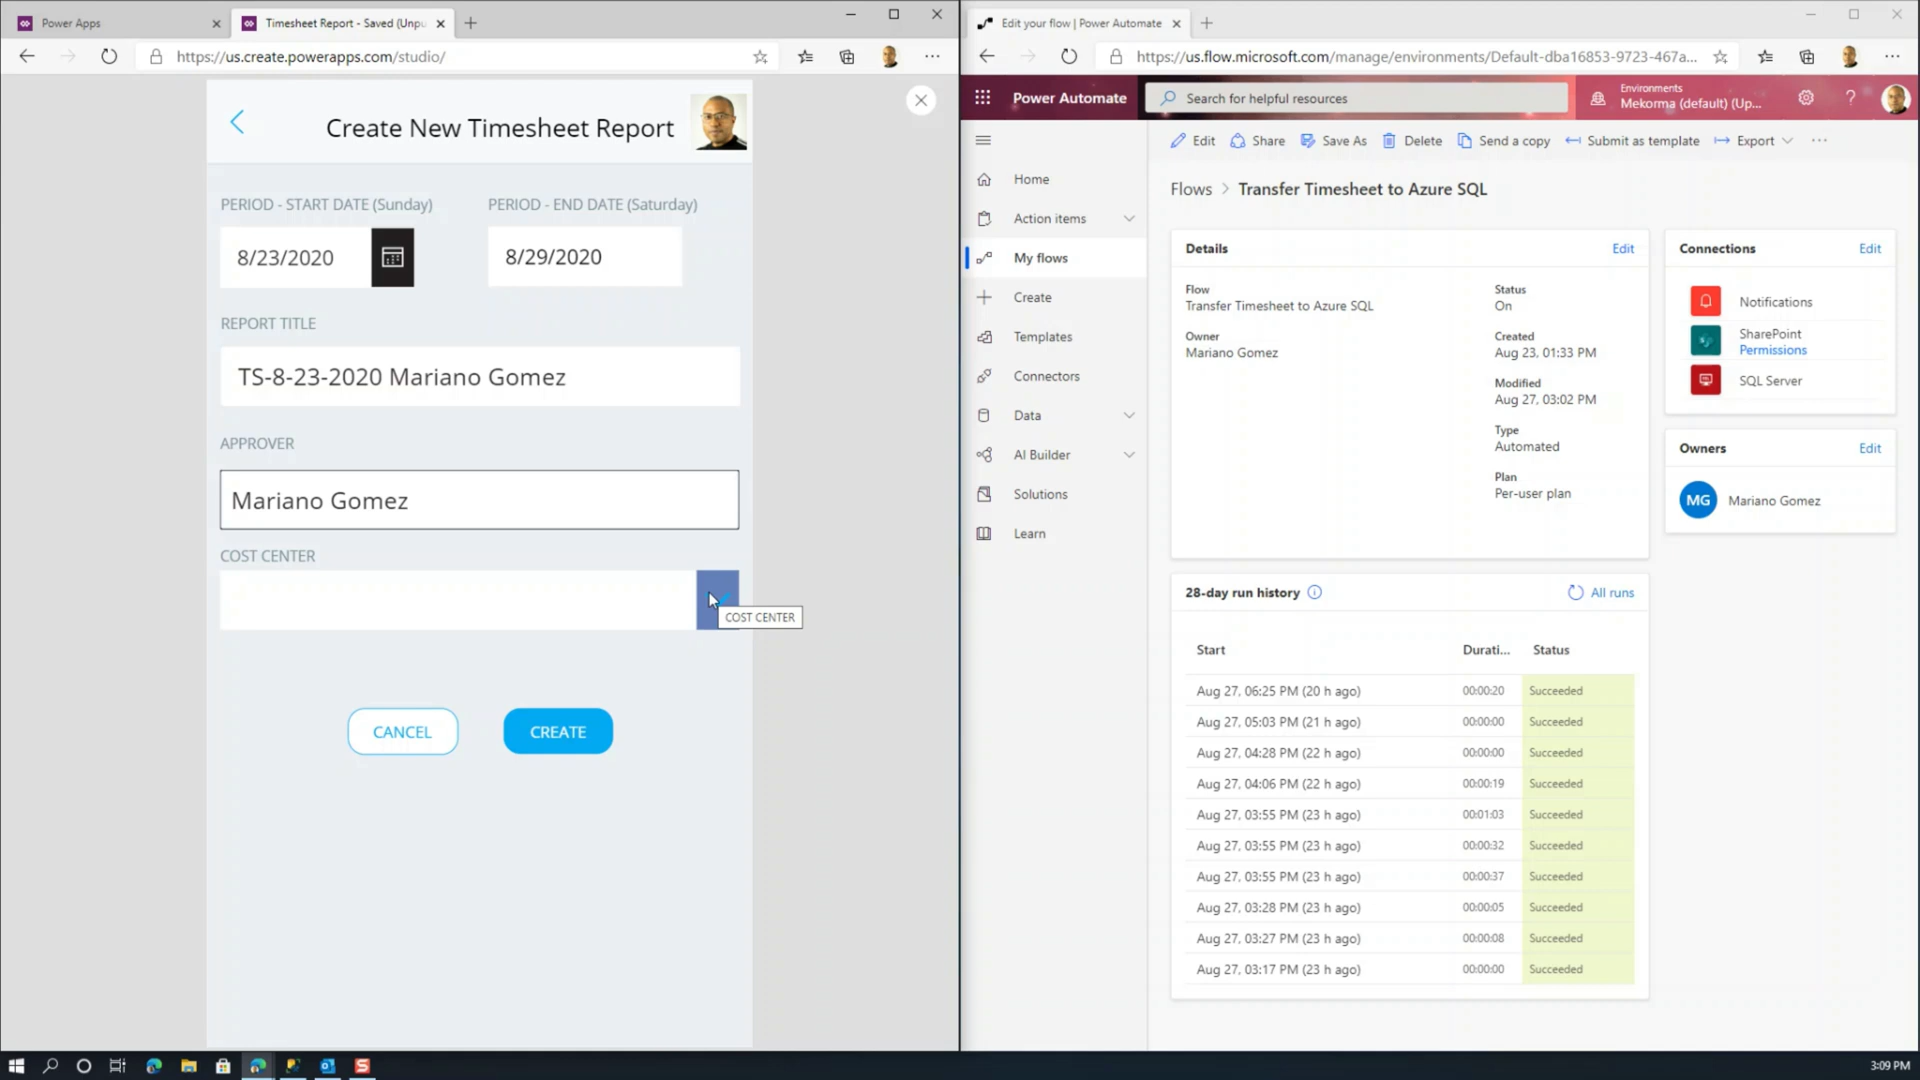 Power Apps
Timesheet Report - Saved (Unpu
https://us.create.powerapps.com/studio/
Create New Timesheet Report
PERIOD - START DATE (Sunday)
PERIOD - END DATE (Saturday)
8/23/2020
8/29/2020
REPORT TITLE
TS-8-23-2020 Mariano Gomez
APPROVER
Mariano Gomez
COST CENTER
COST CENTER
CANCEL
CREATE
Edit your flow | Power Automate
https://us.flow.microsoft.com/manage/environments/Default-dba16853-9723-467a...
Power Automate
Search for helpful resources
Environments
Mekorma (default) (Up...
Edit
Share
Save As
Delete
Send a copy
Submit as template
Export
Home
Action items
My flows
Create
Templates
Connectors
Data
AI Builder
Solutions
Learn
Flows > Transfer Timesheet to Azure SQL
Details
Edit
Flow
Transfer Timesheet to Azure SQL
Owner
Mariano Gomez
Status
On
Created
Aug 23, 01:33 PM
Modified
Aug 27, 03:02 PM
Type
Automated
Plan
Per-user plan
Connections
Edit
Notifications
SharePoint
Permissions
SQL Server
Owners
Edit
MG
Mariano Gomez
28-day run history
All runs
Start Durati... Status
Aug 27, 06:25 PM (20 h ago) 00:00:20 Succeeded
Aug 27, 05:03 PM (21 h ago) 00:00:00 Succeeded
Aug 27, 04:28 PM (22 h ago) 00:00:00 Succeeded
Aug 27, 04:06 PM (22 h ago) 00:00:19 Succeeded
Aug 27, 03:55 PM (23 h ago) 00:01:03 Succeeded
Aug 27, 03:55 PM (23 h ago) 00:00:32 Succeeded
Aug 27, 03:55 PM (23 h ago) 00:00:37 Succeeded
Aug 27, 03:28 PM (23 h ago) 00:00:05 Succeeded
Aug 27, 03:27 PM (23 h ago) 00:00:08 Succeeded
Aug 27, 03:17 PM (23 h ago) 00:00:00 Succeeded
3:09 PM